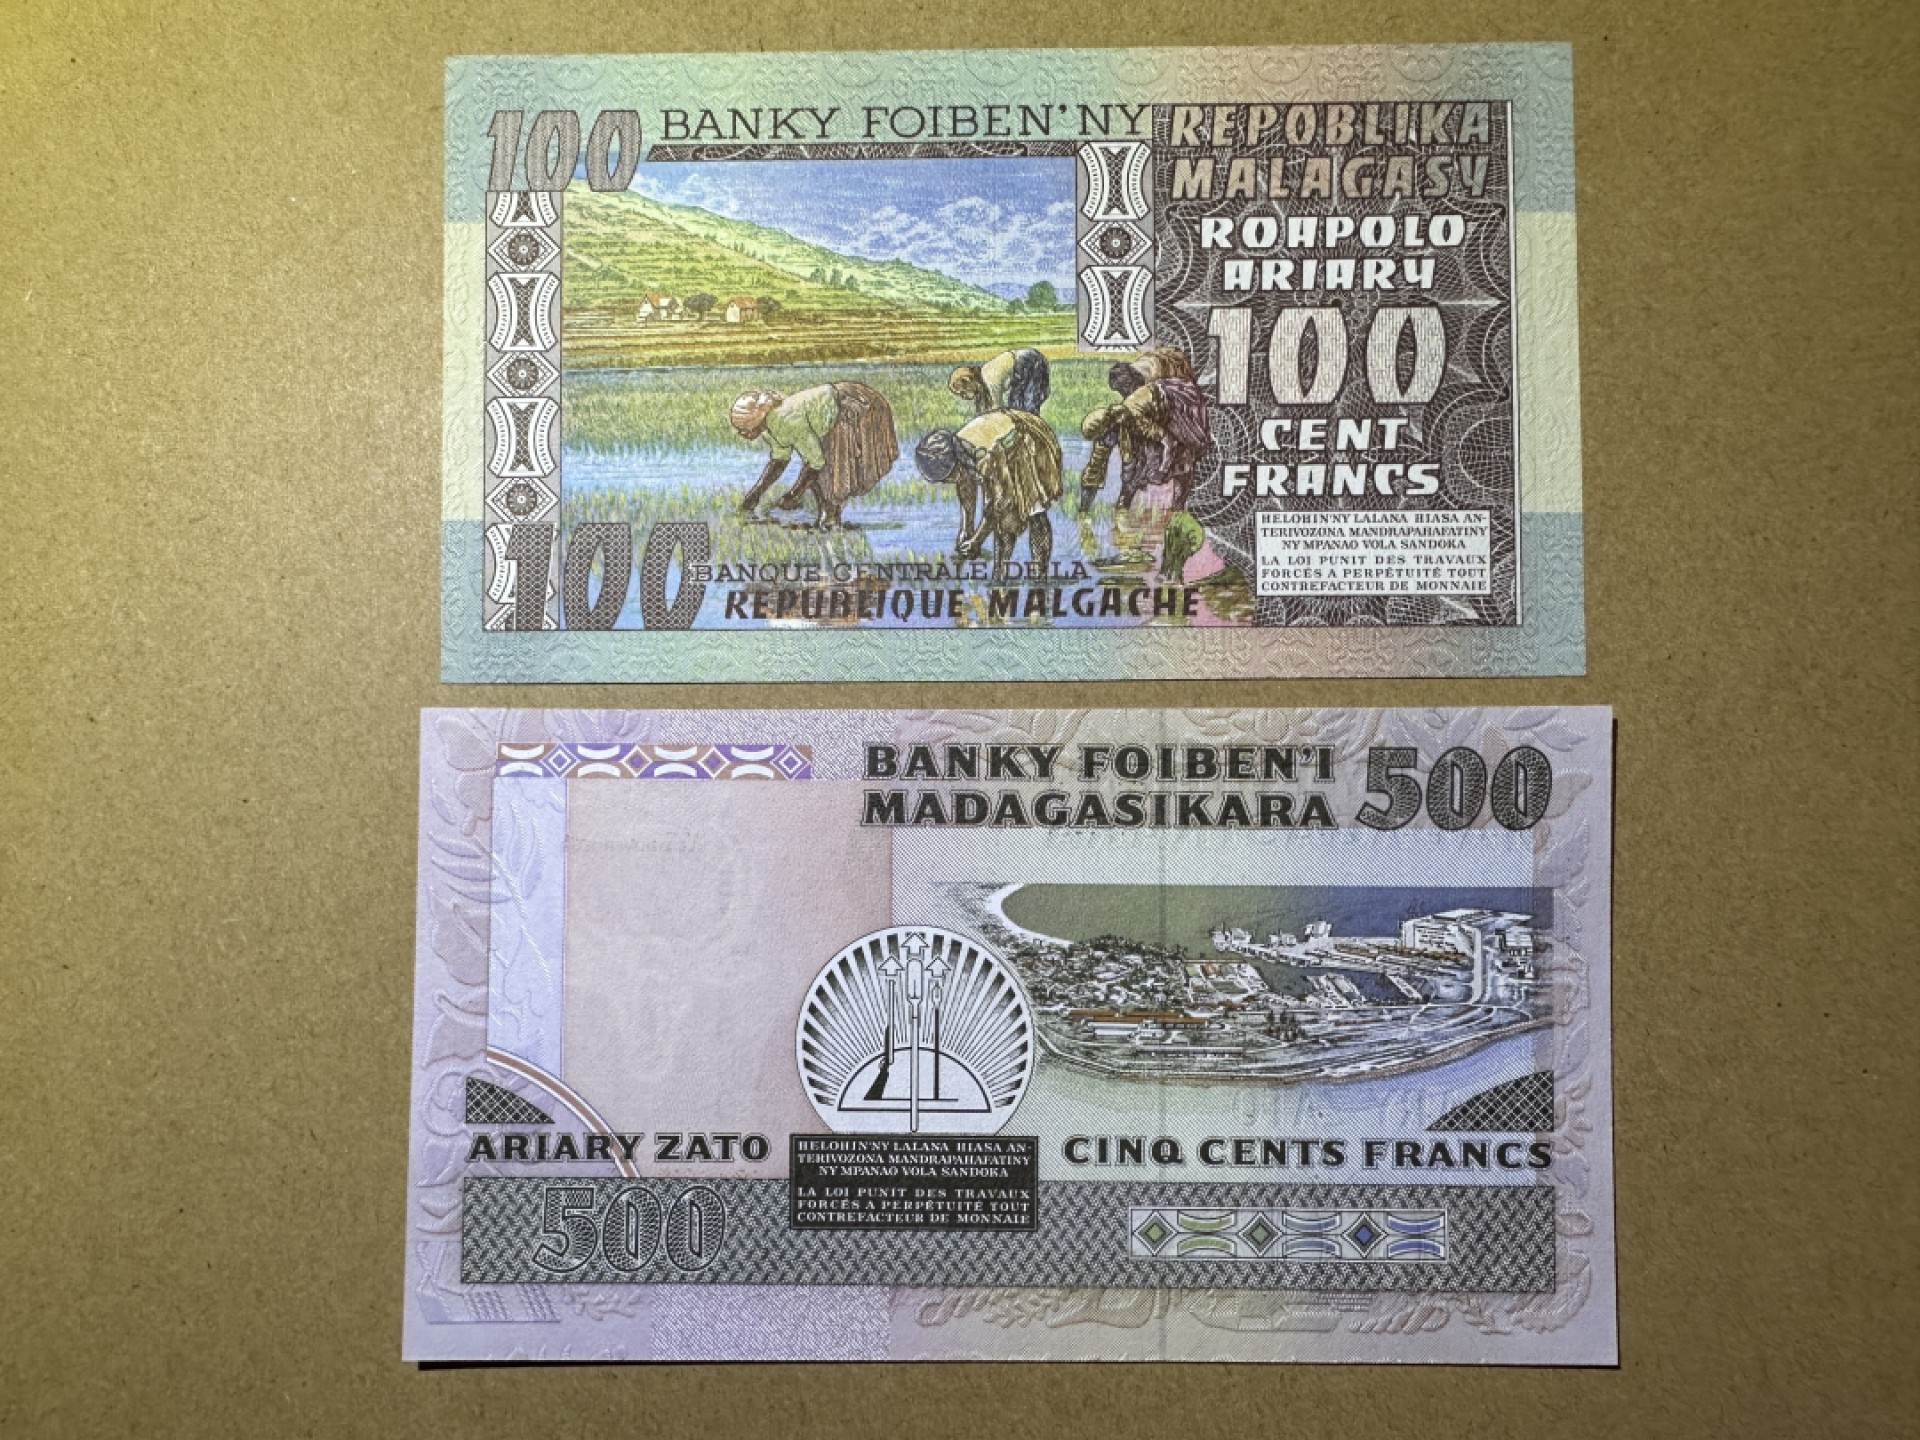 100 BANKY FOIBEN'NY REPOBLIKA
MALAGASY
ROAPOLO
ARIARY
100
CENT
FRANCS
HELOHIN'NY LALANA HIASA AN-
TERIVOZONA MANDRAPAHAFATINY
NY MPANAO VOLA SANDOKA
LA LOI PUNIT DES TRAVAUX
FORCÉS A PERPÉTUITÉ TOUT
CONTREFACTEUR DE MONNAIE
100
BANQUE CENTRALE DE LA
REPUBLIQUE MALGACHE
BANKY FOIBEN'I
MADAGASIKARA
500
ARIARY ZATO
CINQ CENTS FRANCS
HELOHIN'NY LALANA HIASA AN-
TERIVOZONA MANDRAPAHAFATINY
NY MPANAO VOLA SANDOKA
LA LOI PUNIT DES TRAVAUX
FORCÉS A PERPÉTUITÉ TOUT
CONTREFACTEUR DE MONNAIE
500